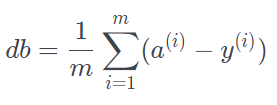 db = \frac{1}{m} \sum_{i=1}^{m} (a^{(i)} - y^{(i)})